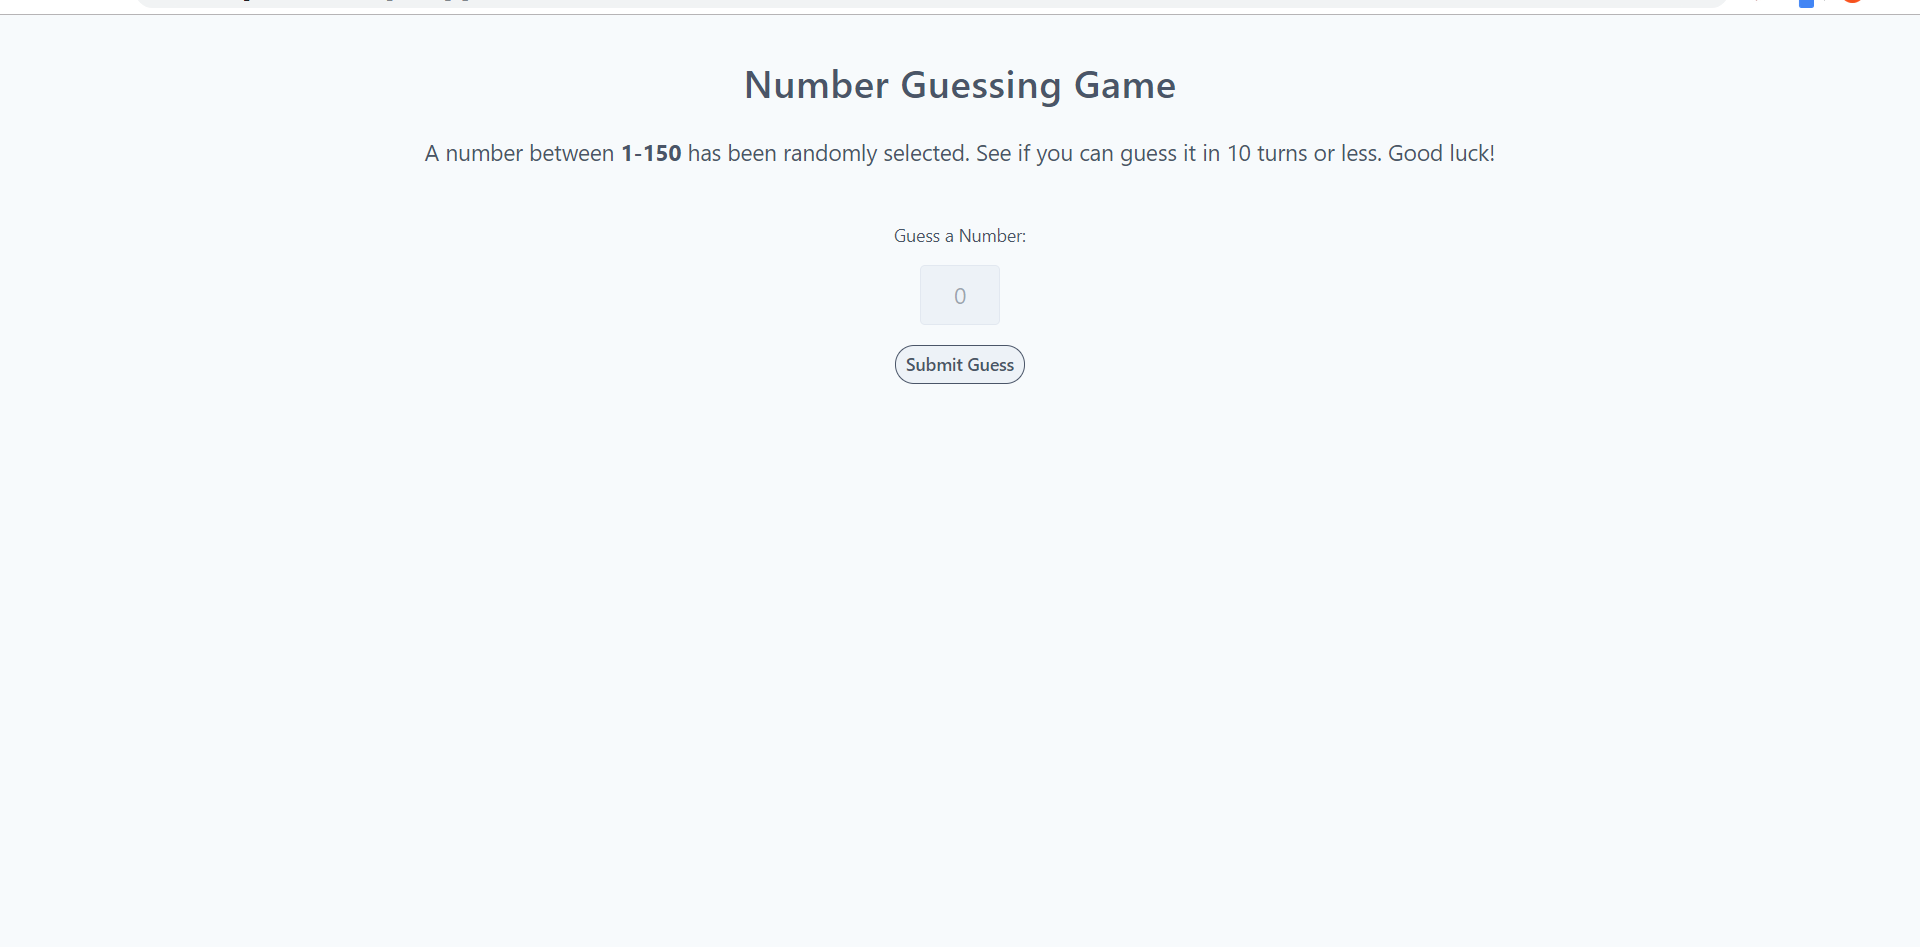 Number Guessing Game
A number between 1-150 has been randomly selected. See if you can guess it in 10 turns or less. Good luck!
Guess a Number:
0
Submit Guess